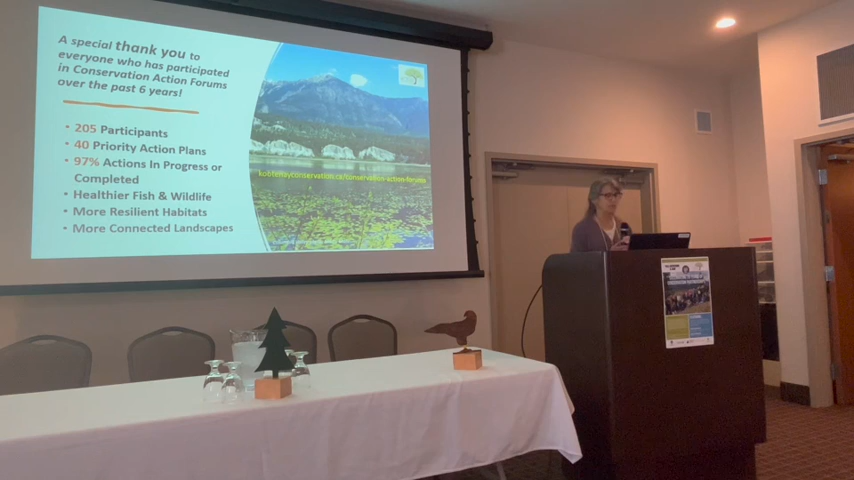 A special thank you to
everyone who has participated
in Conservation Action Forums
over the past 6 years!
• 205 Participants
• 40 Priority Action Plans
• 97% Actions In Progress or
Completed
• Healthier Fish & Wildlife
• More Resilient Habitats
• More Connected Landscapes
kootenayconservation.ca/conservation-action-forums